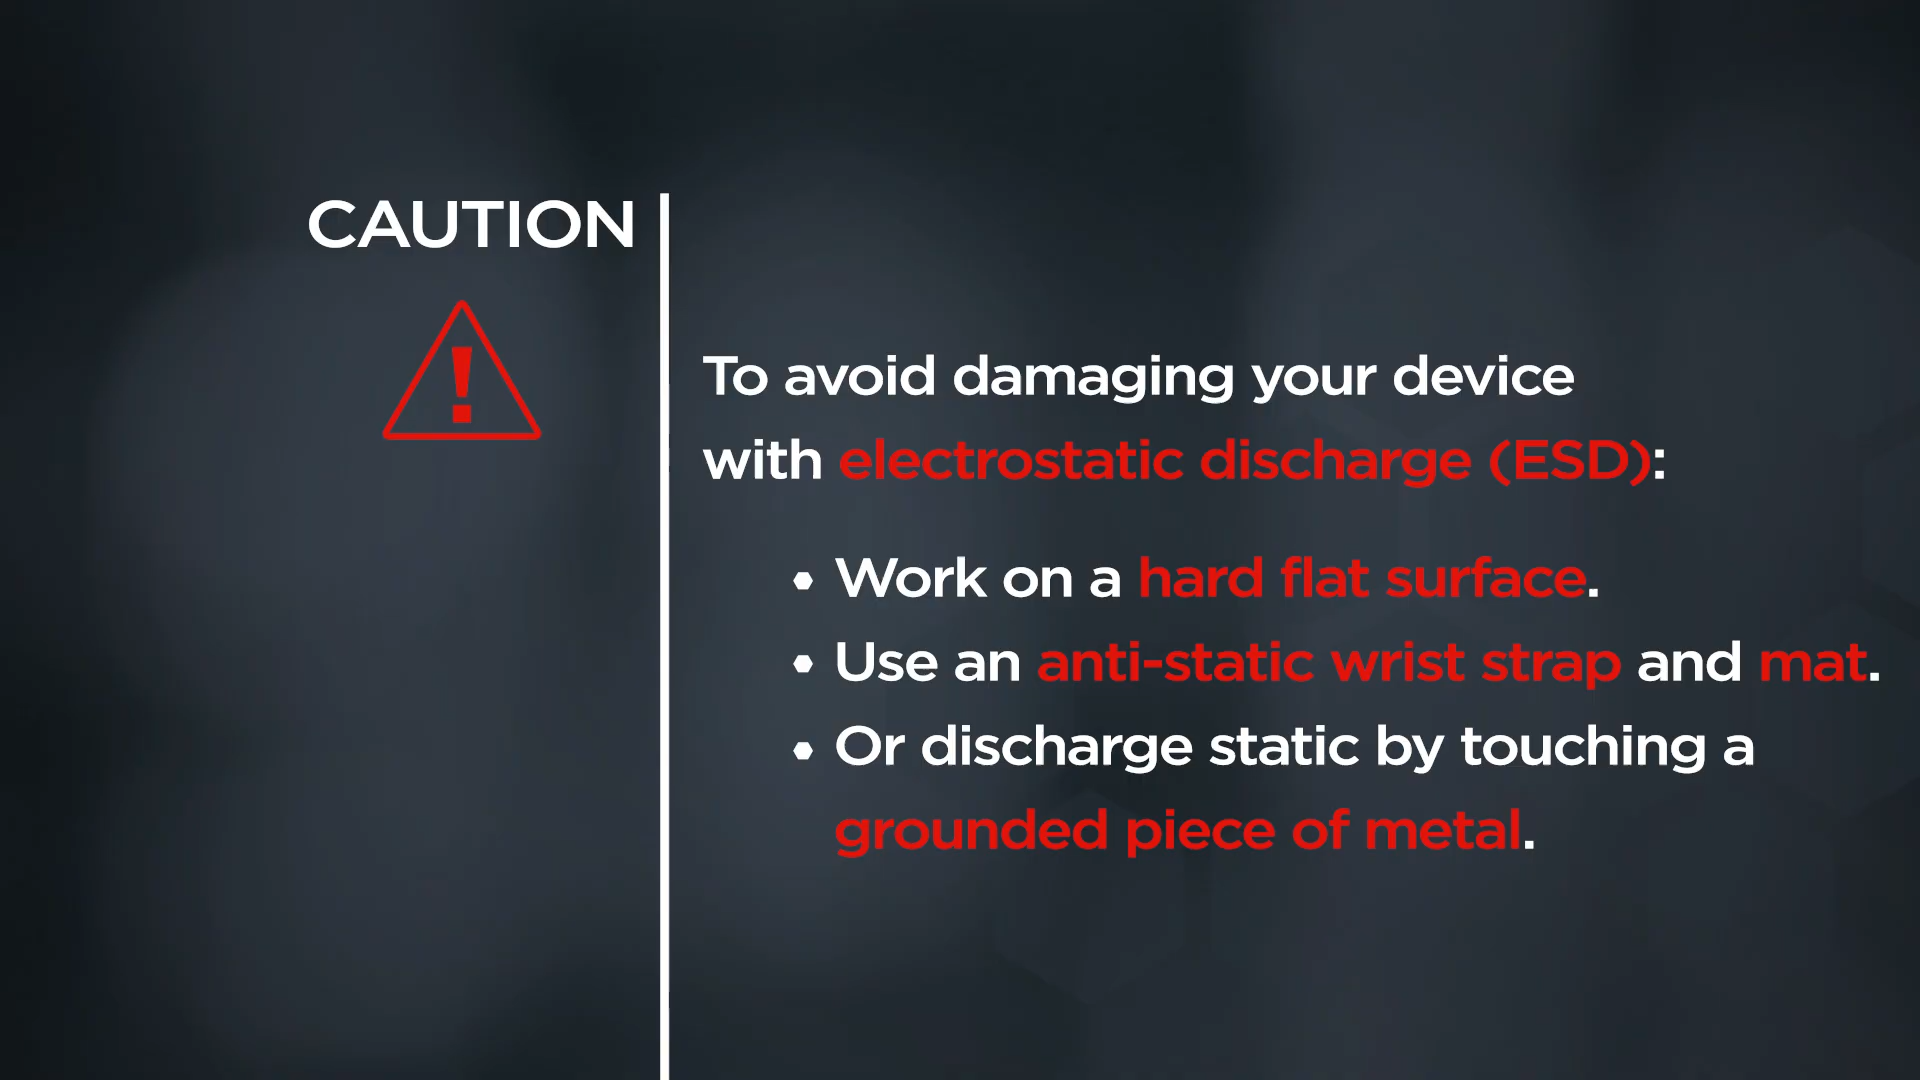 CAUTION
!
To avoid damaging your device
with electrostatic discharge (ESD):
• Work on a hard flat surface.
• Use an anti-static wrist strap and mat.
• Or discharge static by touching a
grounded piece of metal.